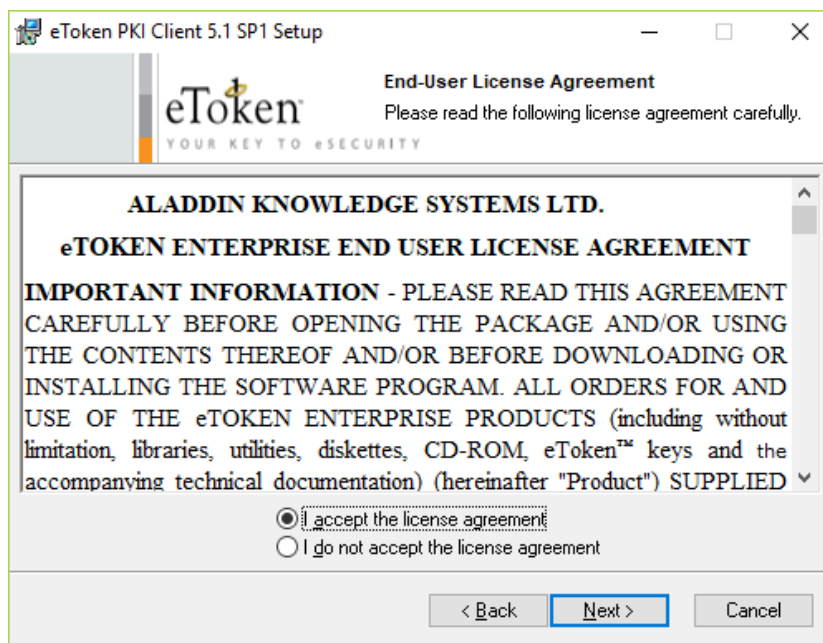 eToken PKI Client 5.1 SP1 Setup
End-User License Agreement
Please read the following license agreement carefully.
eToken™
YOUR KEY TO eSECURITY
ALADDIN KNOWLEDGE SYSTEMS LTD.
eTOKEN ENTERPRISE END USER LICENSE AGREEMENT
IMPORTANT INFORMATION - PLEASE READ THIS AGREEMENT
CAREFULLY BEFORE OPENING THE PACKAGE AND/OR USING
THE CONTENTS THEREOF AND/OR BEFORE DOWNLOADING OR
INSTALLING THE SOFTWARE PROGRAM. ALL ORDERS FOR AND
USE OF THE eTOKEN ENTERPRISE PRODUCTS (including without
limitation, libraries, utilities, diskettes, CD-ROM, eToken™ keys and the
accompanying technical documentation) (hereinafter "Product") SUPPLIED
I accept the license agreement
I do not accept the license agreement
< Back
Next >
Cancel